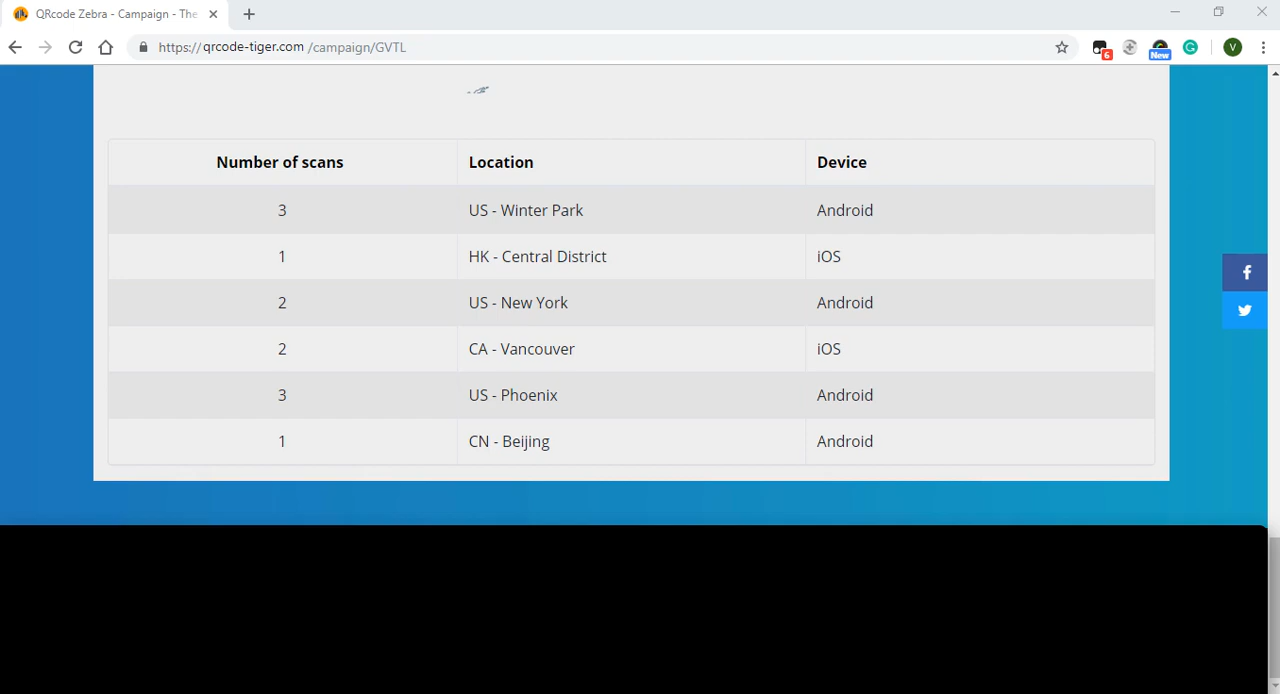 QRcode Zebra - Campaign - The
https://qrcode-tiger.com /campaign/GVTL
6
New
V
Number of scans Location Device
3 US - Winter Park Android
1 HK - Central District iOS
2 US - New York Android
2 CA - Vancouver iOS
3 US - Phoenix Android
1 CN - Beijing Android